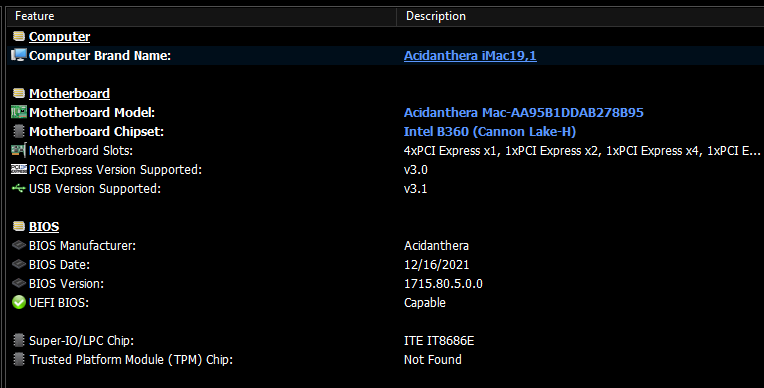 Feature Description
Computer
Computer Brand Name: Acidanthera iMac19,1
Motherboard
Motherboard Model: Acidanthera Mac-AA95B1DDAB278B95
Motherboard Chipset: Intel B360 (Cannon Lake-H)
Motherboard Slots: 4xPCI Express x1, 1xPCI Express x2, 1xPCI Express x4, 1xPCI E...
PCI Express Version Supported: v3.0
USB Version Supported: v3.1
BIOS
BIOS Manufacturer: Acidanthera
BIOS Date: 12/16/2021
BIOS Version: 1715.80.5.0.0
UEFI BIOS: Capable
Super-IO/LPC Chip: ITE IT8686E
Trusted Platform Module (TPM) Chip: Not Found